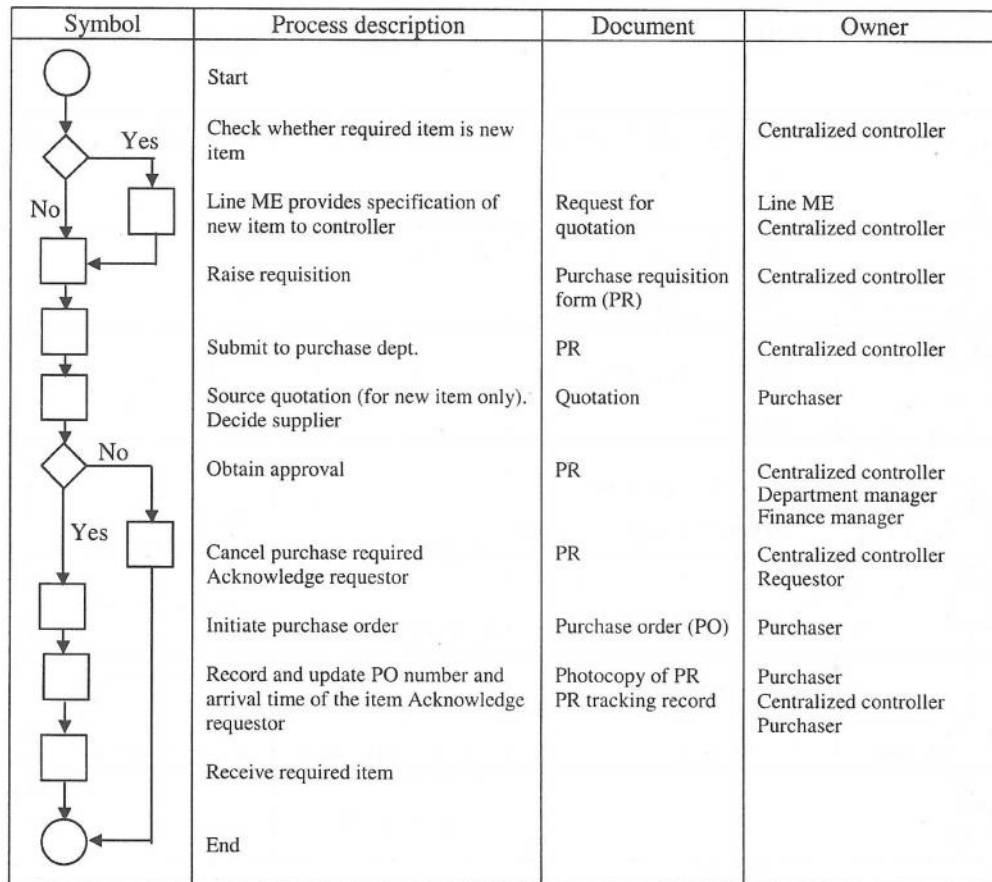 Symbol Process description Document Owner
Start
Yes
Check whether required item is new Centralized controller
item
No
Line ME provides specification of Request for Line ME
new item to controller quotation Centralized controller
Raise requisition Purchase requisition Centralized controller
form (PR)
Submit to purchase dept. PR Centralized controller
Source quotation (for new item only). Quotation Purchaser
Decide supplier
No
Obtain approval PR Centralized controller
Department manager
Finance manager
Yes
Cancel purchase required PR Centralized controller
Acknowledge requestor Requestor
Initiate purchase order Purchase order (PO) Purchaser
Record and update PO number and Photocopy of PR Purchaser
arrival time of the item Acknowledge PR tracking record Centralized controller
requestor Purchaser
Receive required item
End